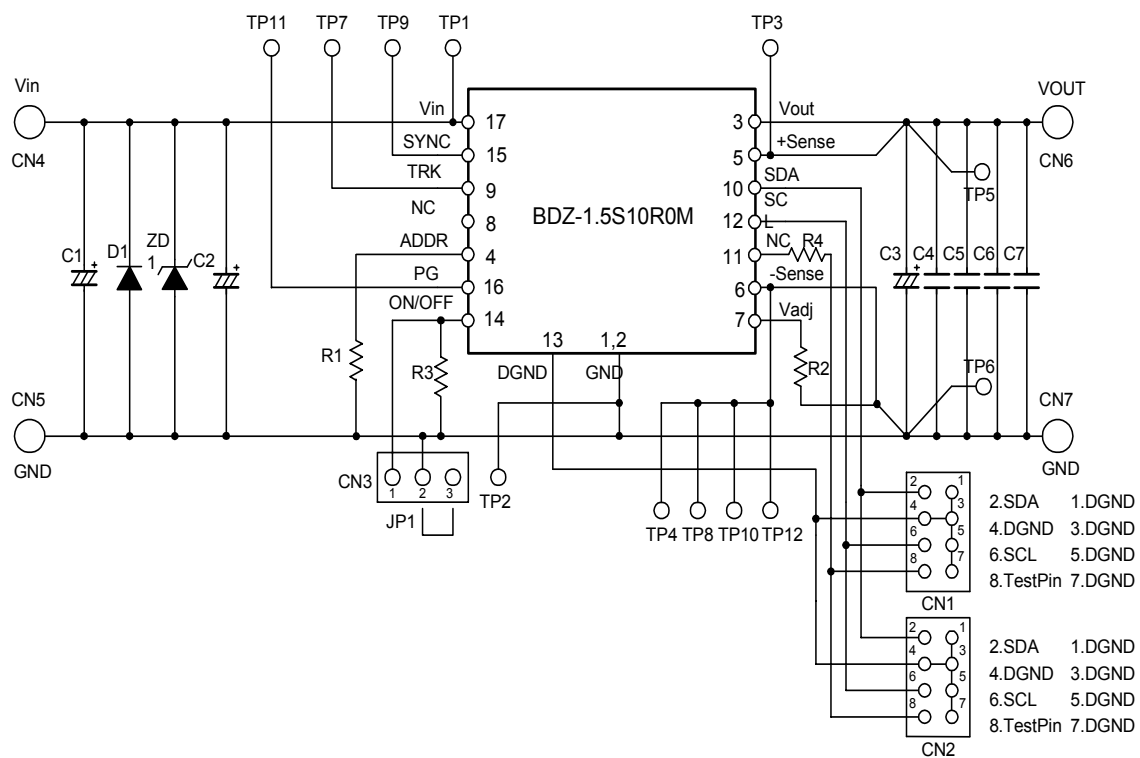 TP11 TP7 TP9 TP1 TP3
Vin
CN4
VOUT
CN6
Vin 17
SYNC 15
TRK 9
NC 8
ADDR 4
PG 16
ON/OFF 14
BDZ-1.5S10R0M
3 Vout
5 +Sense
10 SDA
12 SC
L
11 NC R4
6 -Sense
7 Vadj
13 1,2
DGND GND
TP5
TP6
C1 + D1 ZD
1 C2 +
C3 + C4 C5 C6 C7
R1 R3 R2
CN5
GND
CN7
GND
CN3 1 2 3
JP1
TP2
TP4 TP8 TP10 TP12
2 1
4 3
6 5
8 7
CN1
2.SDA 1.DGND
4.DGND 3.DGND
6.SCL 5.DGND
8.TestPin 7.DGND
2 1
4 3
6 5
8 7
CN2
2.SDA 1.DGND
4.DGND 3.DGND
6.SCL 5.DGND
8.TestPin 7.DGND